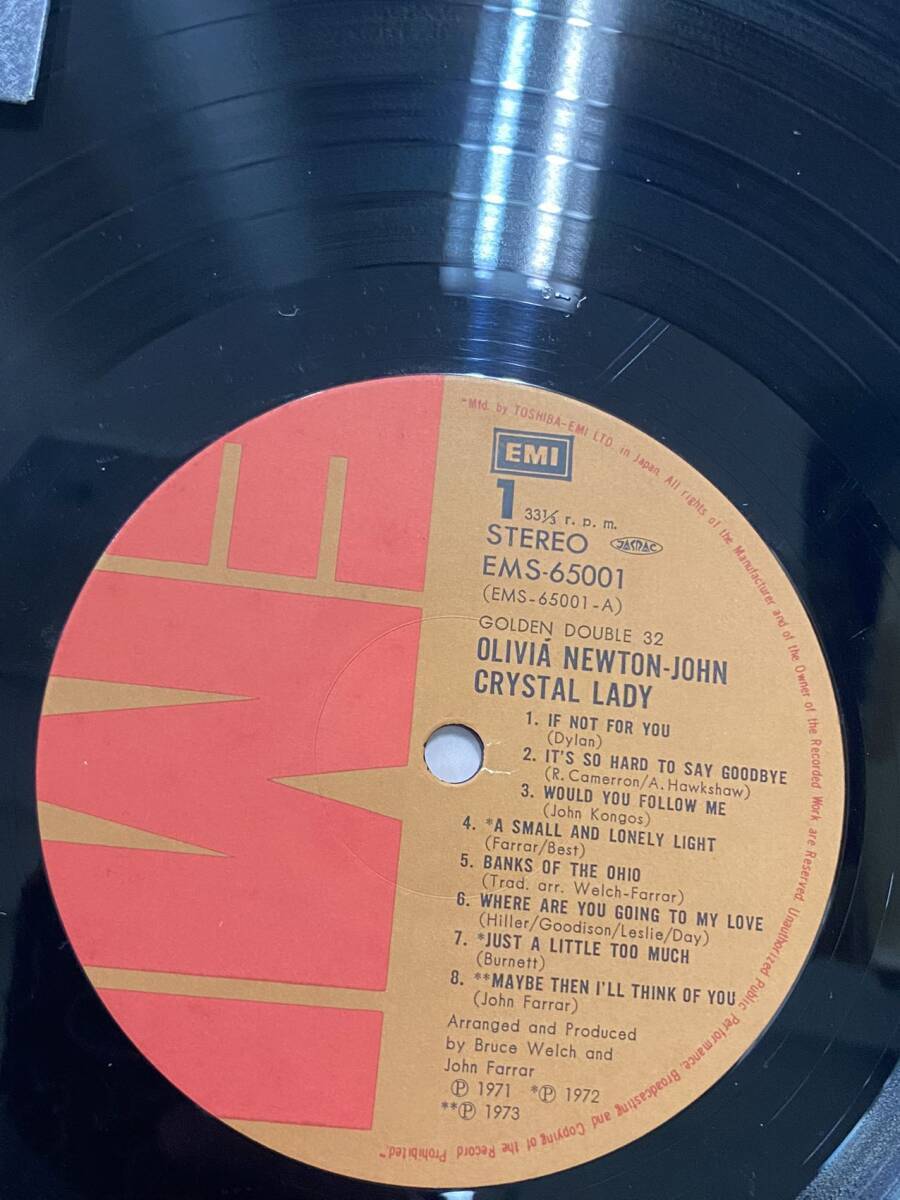 "Mfd. by TOSHIBA-EMI LTD. in Japan. All rights of the Manufacturer and of the Owner of the Recorded Work are Reserved. Unauthorized Public Performance, Broadcasting and Copying of the Record Prohibited."
EMI
1 33⅓ r.p.m.
STEREO JASRAC
EMS-65001
(EMS-65001-A)
GOLDEN DOUBLE 32
OLIVIÁ NEWTON-JOHN
CRYSTAL LADY
1. IF NOT FOR YOU
(Dylan)
2. IT'S SO HARD TO SAY GOODBYE
(R. Camerron/A. Hawkshaw)
3. WOULD YOU FOLLOW ME
(John Kongos)
4. *A SMALL AND LONELY LIGHT
(Farrar/Best)
5. BANKS OF THE OHIO
(Trad. arr. Welch-Farrar)
6. WHERE ARE YOU GOING TO MY LOVE
(Hiller/Goodison/Leslie/Day)
7. *JUST A LITTLE TOO MUCH
(Burnett)
8. **MAYBE THEN I'LL THINK OF YOU
(John Farrar)
Arranged and Produced
by Bruce Welch and
John Farrar
℗ 1971 *℗ 1972
**℗ 1973